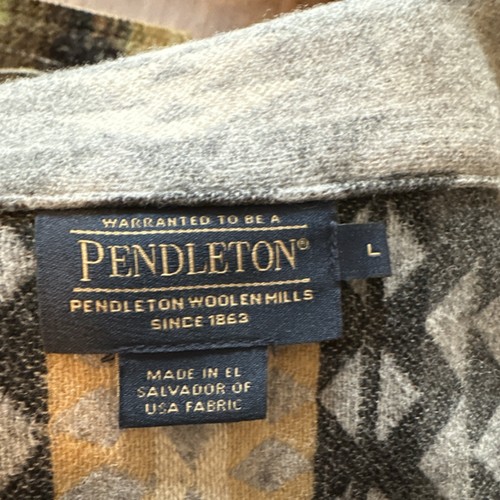 WARRANTED TO BE A
PENDLETON®
L
PENDLETON WOOLEN MILLS
SINCE 1863
MADE IN EL
SALVADOR OF
USA FABRIC